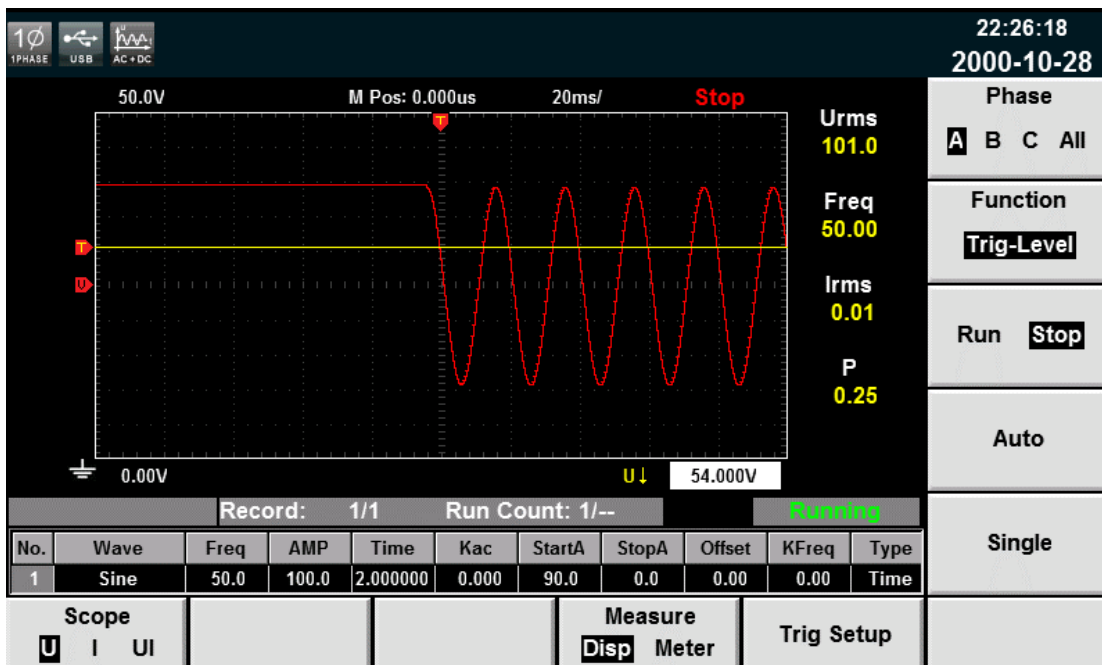 1Ø 1PHASE USB U AC+DC
22:26:18
2000-10-28
50.0V M Pos: 0.000us 20ms/ Stop
T
T
U
Urms
101.0
Freq
50.00
Irms
0.01
P
0.25
0.00V U↓ 54.000V
Phase
A B C All
Function
Trig-Level
Run Stop
Auto
Single
Record: 1/1 Run Count: 1/-- Running
No. Wave Freq AMP Time Kac StartA StopA Offset KFreq Type
1 Sine 50.0 100.0 2.000000 0.000 90.0 0.0 0.00 0.00 Time
Scope
U I UI
Measure
Disp Meter
Trig Setup